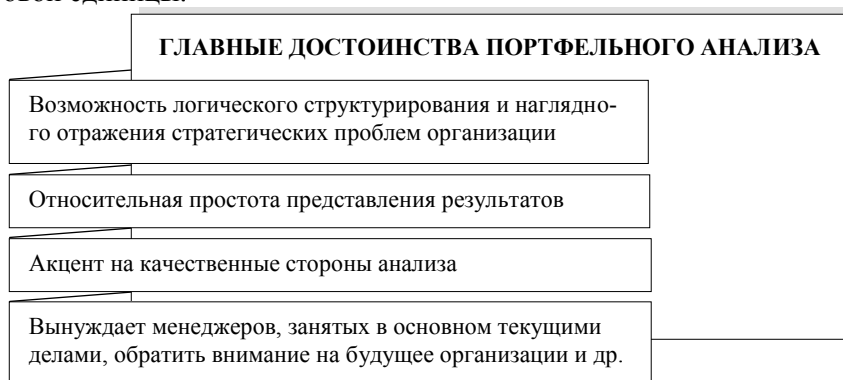 ГЛАВНЫЕ ДОСТОИНСТВА ПОРТФЕЛЬНОГО АНАЛИЗА
Возможность логического структурирования и наглядно-
го отражения стратегических проблем организации
Относительная простота представления результатов
Акцент на качественные стороны анализа
Вынуждает менеджеров, занятых в основном текущими
делами, обратить внимание на будущее организации и др.